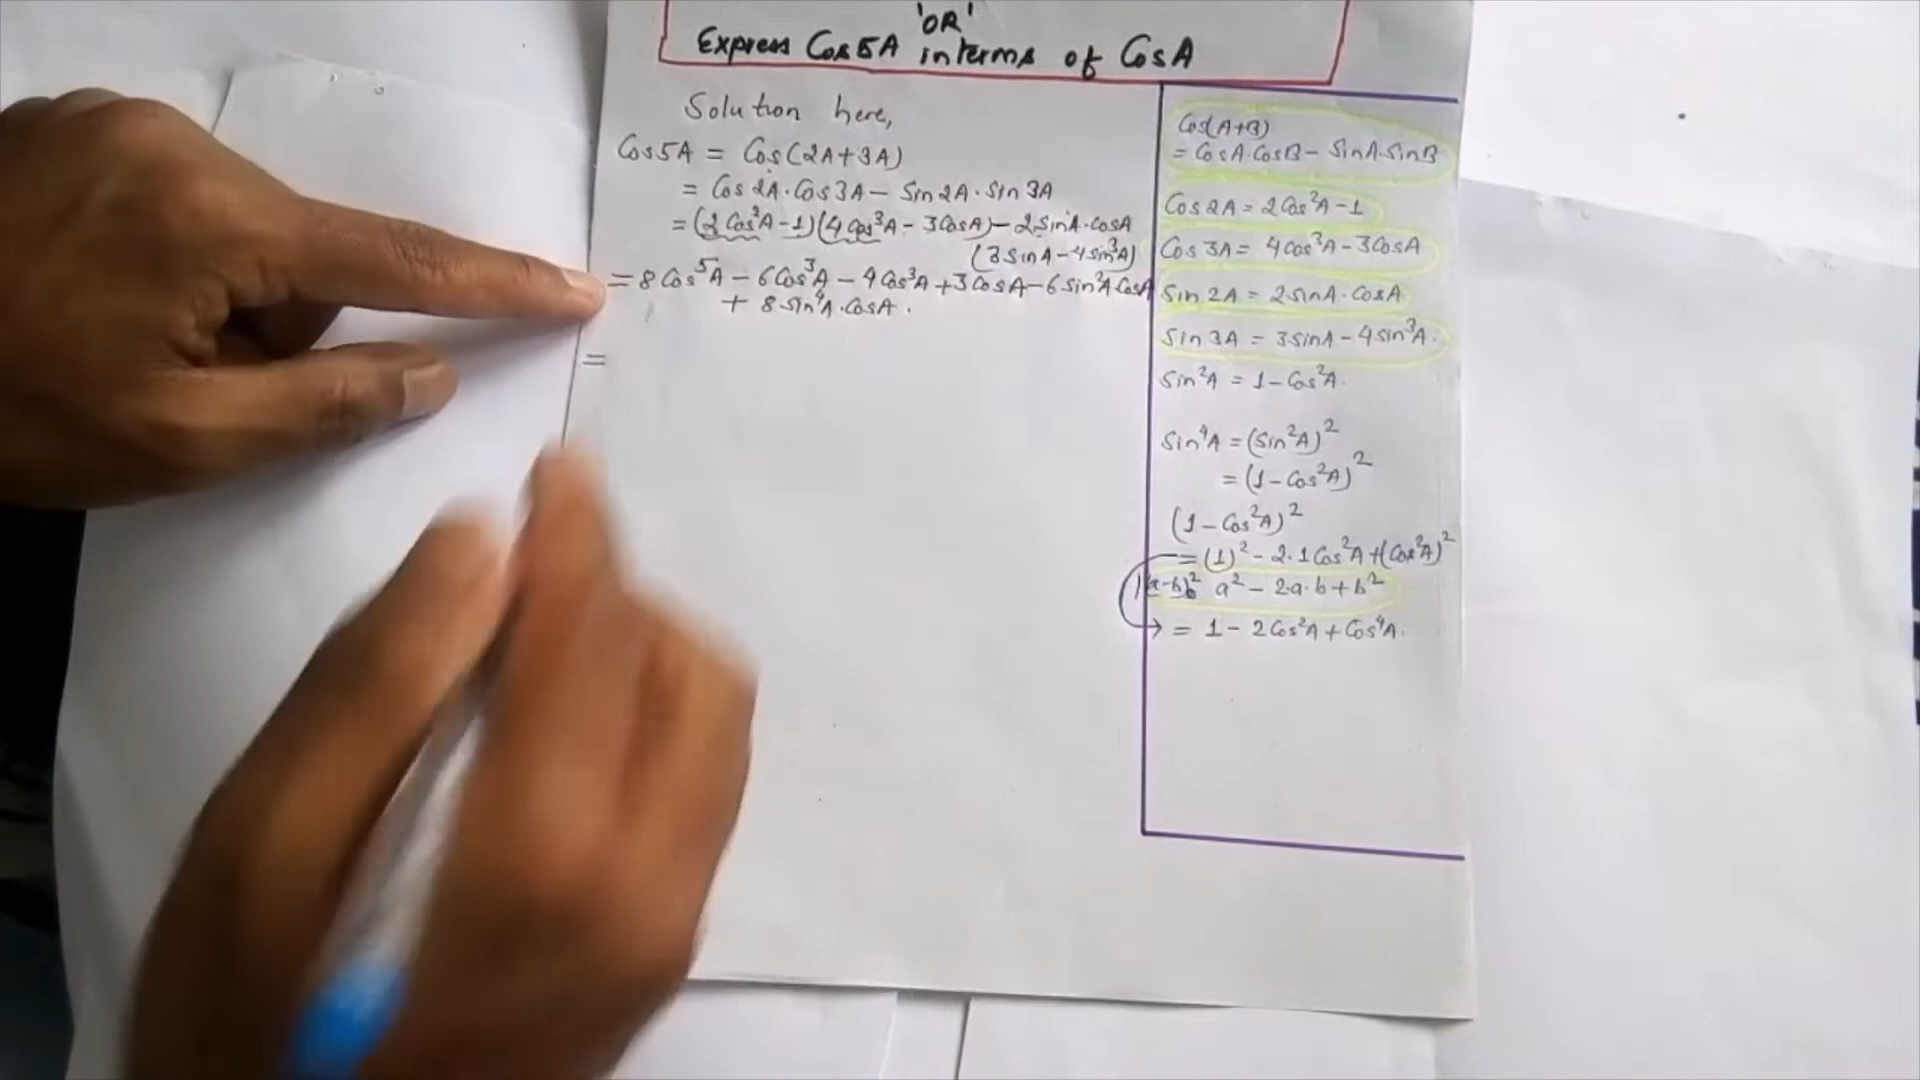 'OR'
Express Cos5A interms of CosA
Solution here,
Cos5A = Cos(2A+3A)
= Cos2A·Cos3A − Sin2A·Sin3A
= (2Cos²A−1)(4Cos³A−3CosA) − 2SinA·CosA
(3SinA−4Sin³A)
= 8Cos⁵A − 6Cos³A − 4Cos³A + 3CosA − 6Sin²A CosA
+ 8Sin⁴A·CosA.
=
Cos(A+B)
= CosA·CosB − SinA·SinB
Cos2A = 2Cos²A−1
Cos3A = 4Cos³A−3CosA
Sin2A = 2SinA·CosA
Sin3A = 3SinA−4Sin³A.
Sin²A = 1−Cos²A.
Sin⁴A = (Sin²A)²
= (1−Cos²A)²
(1−Cos²A)²
= (1)² − 2·1Cos²A + (Cos²A)²
(a−b)² a² − 2a·b + b²
= 1 − 2Cos²A + Cos⁴A.